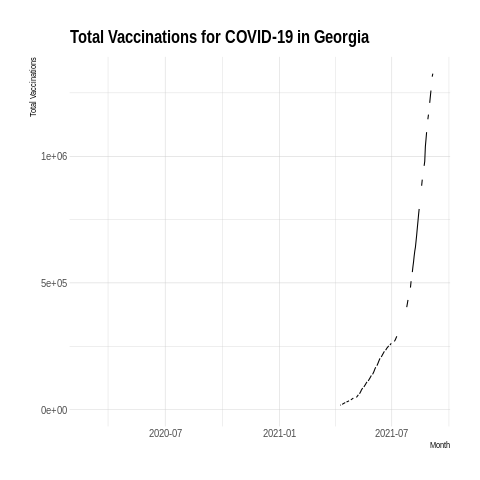 Total Vaccinations for COVID-19 in Georgia
Total Vaccinations
1e+06
5e+05
0e+00
2020-07
2021-01
2021-07
Month